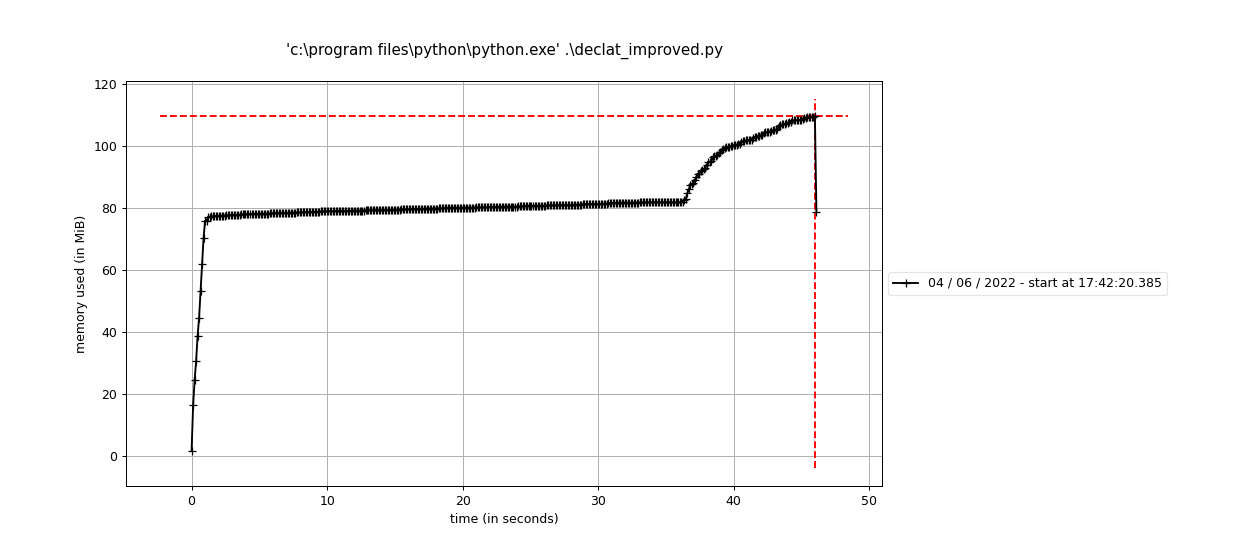 'c:\program files\python\python.exe' .\declat_improved.py
120
100
80
60
40
20
0
memory used (in MiB)
0 10 20 30 40 50
time (in seconds)
04 / 06 / 2022 - start at 17:42:20.385